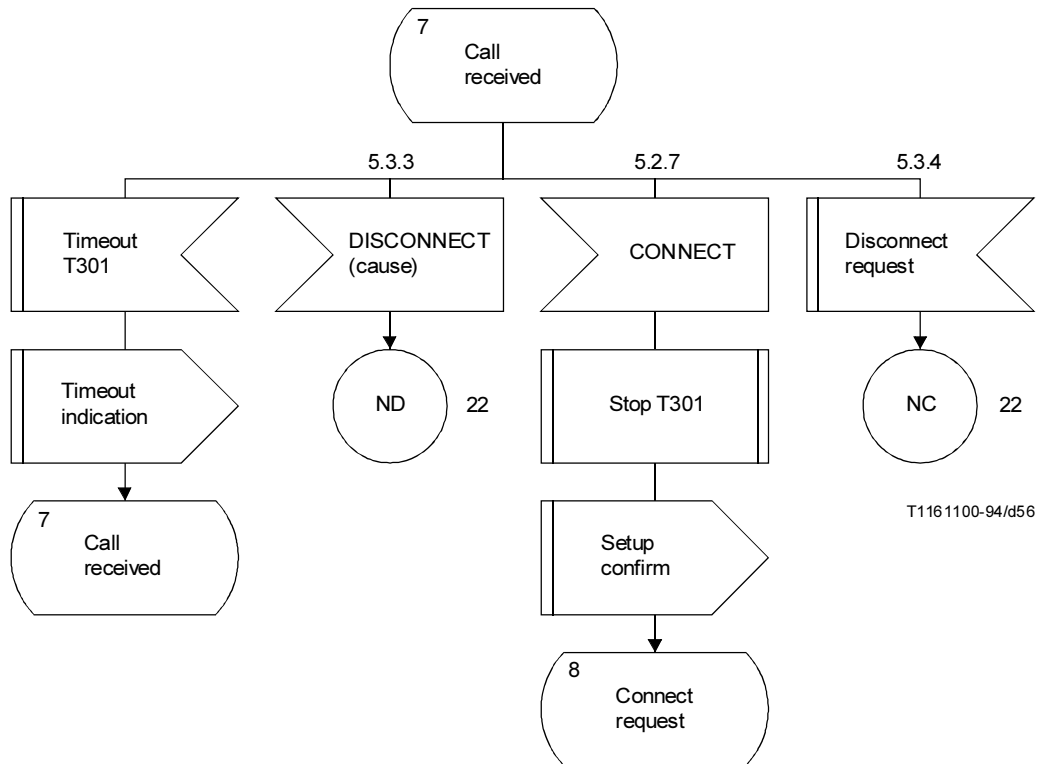 7
Call
received
5.3.3
5.2.7
5.3.4
Timeout
T301
DISCONNECT
(cause)
CONNECT
Disconnect
request
Timeout
indication
ND
22
Stop T301
NC
22
7
Call
received
Setup
confirm
T1161100-94/d56
8
Connect
request